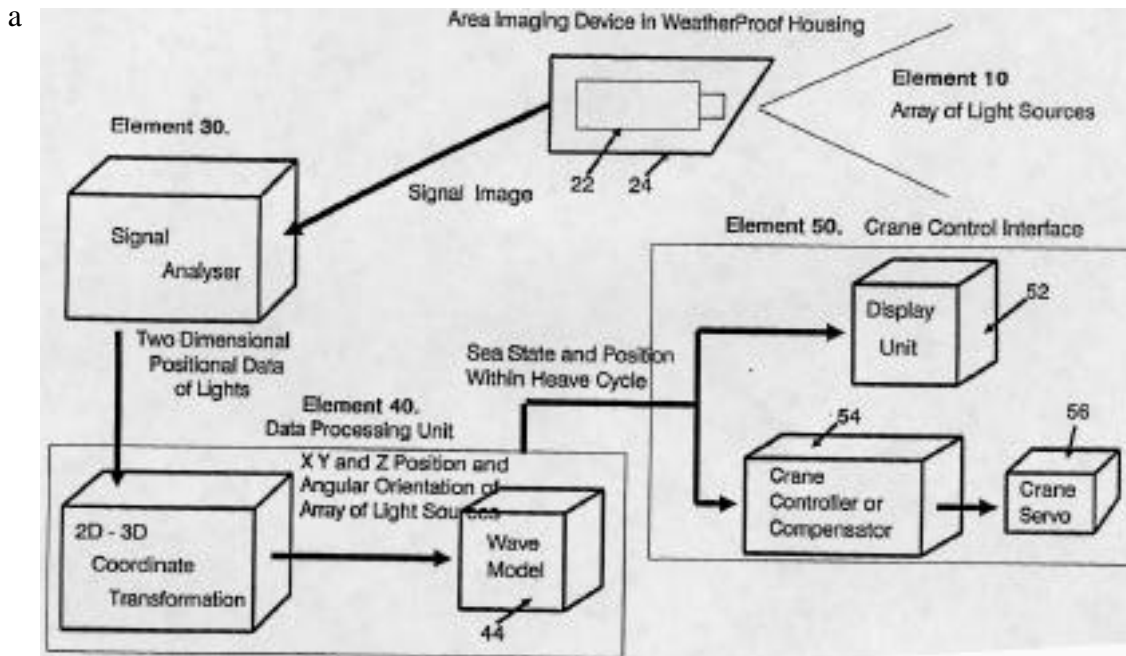 a
Area Imaging Device in WeatherProof Housing
Element 10
Array of Light Sources
Element 30.
22
24
Signal Image
Signal
Analyser
Element 50. Crane Control Interface
52
Display
Unit
Two Dimensional
Positional Data
of Lights
Sea State and Position
Within Heave Cycle
Element 40.
Data Processing Unit
54
56
X Y and Z Position and
Angular Orientation of
Array of Light Sources
Crane
Controller or
Compensator
Crane
Servo
2D - 3D
Coordinate
Transformation
Wave
Model
44